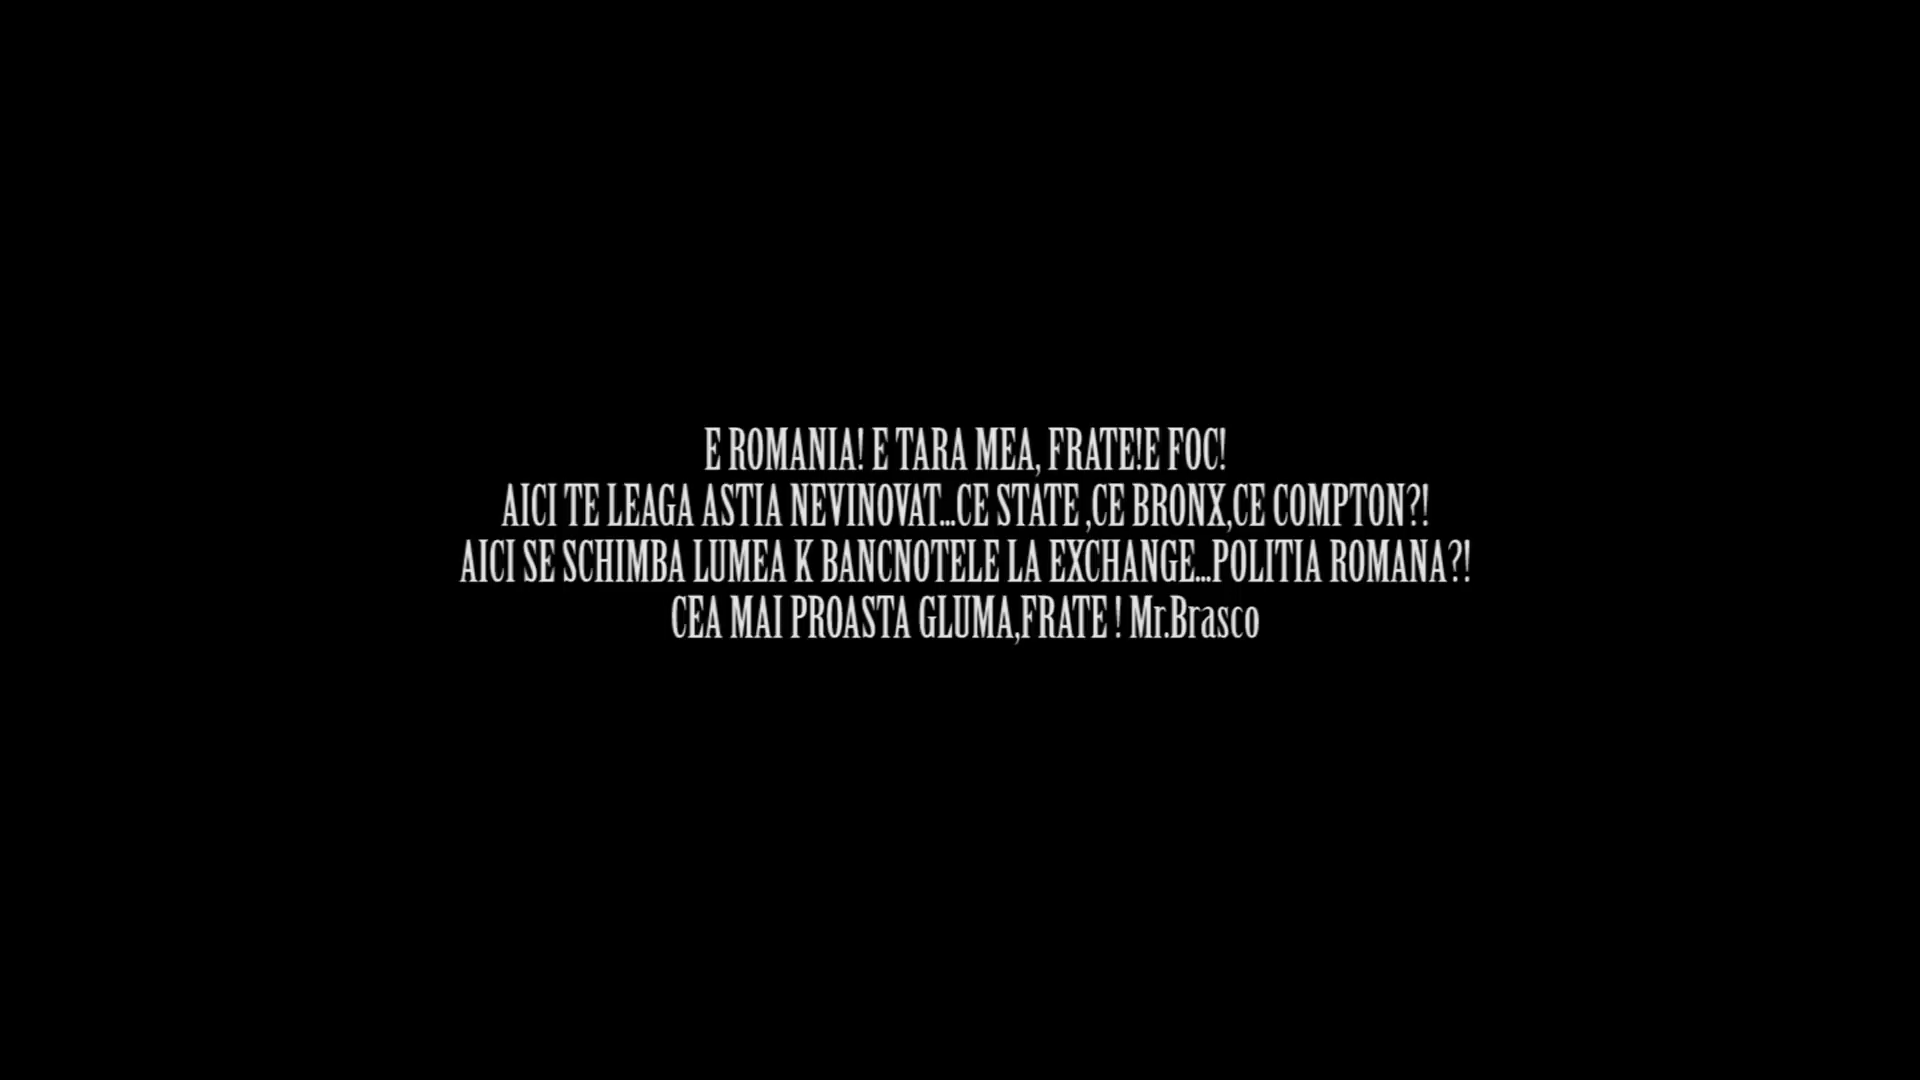 E ROMANIA! E TARA MEA, FRATE!E FOC!
AICI TE LEAGA ASTIA NEVINOVAT...CE STATE ,CE BRONX,CE COMPTON?!
AICI SE SCHIMBA LUMEA K BANCNOTELE LA EXCHANGE...POLITIA ROMANA?!
CEA MAI PROASTA GLUMA,FRATE ! Mr.Brasco